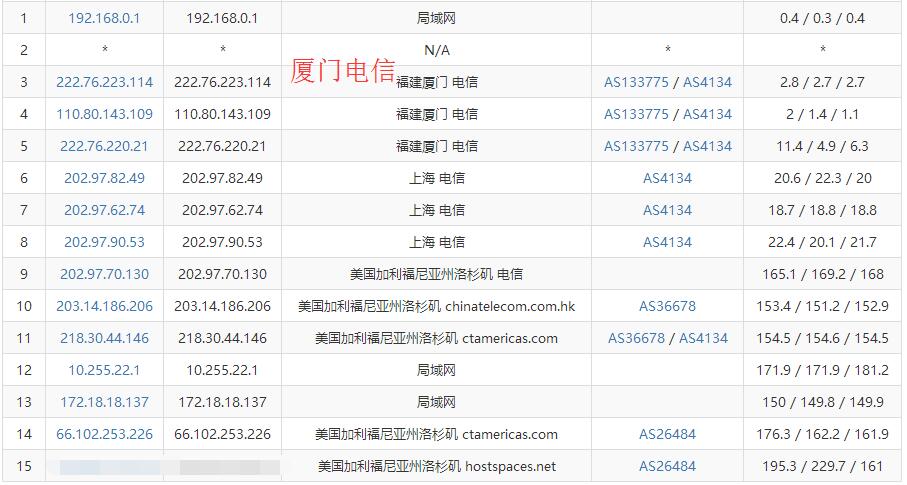 1 192.168.0.1 192.168.0.1 局域网 0.4 / 0.3 / 0.4
2 * * N/A * *
厦门电信
3 222.76.223.114 222.76.223.114 福建厦门 电信 AS133775 / AS4134 2.8 / 2.7 / 2.7
4 110.80.143.109 110.80.143.109 福建厦门 电信 AS133775 / AS4134 2 / 1.4 / 1.1
5 222.76.220.21 222.76.220.21 福建厦门 电信 AS133775 / AS4134 11.4 / 4.9 / 6.3
6 202.97.82.49 202.97.82.49 上海 电信 AS4134 20.6 / 22.3 / 20
7 202.97.62.74 202.97.62.74 上海 电信 AS4134 18.7 / 18.8 / 18.8
8 202.97.90.53 202.97.90.53 上海 电信 AS4134 22.4 / 20.1 / 21.7
9 202.97.70.130 202.97.70.130 美国加利福尼亚州洛杉矶 电信 165.1 / 169.2 / 168
10 203.14.186.206 203.14.186.206 美国加利福尼亚州洛杉矶 chinatelecom.com.hk AS36678 153.4 / 151.2 / 152.9
11 218.30.44.146 218.30.44.146 美国加利福尼亚州洛杉矶 ctamericas.com AS36678 / AS4134 154.5 / 154.6 / 154.5
12 10.255.22.1 10.255.22.1 局域网 171.9 / 171.9 / 181.2
13 172.18.18.137 172.18.18.137 局域网 150 / 149.8 / 149.9
14 66.102.253.226 66.102.253.226 美国加利福尼亚州洛杉矶 ctamericas.com AS26484 176.3 / 162.2 / 161.9
15 美国加利福尼亚州洛杉矶 hostspaces.net AS26484 195.3 / 229.7 / 161